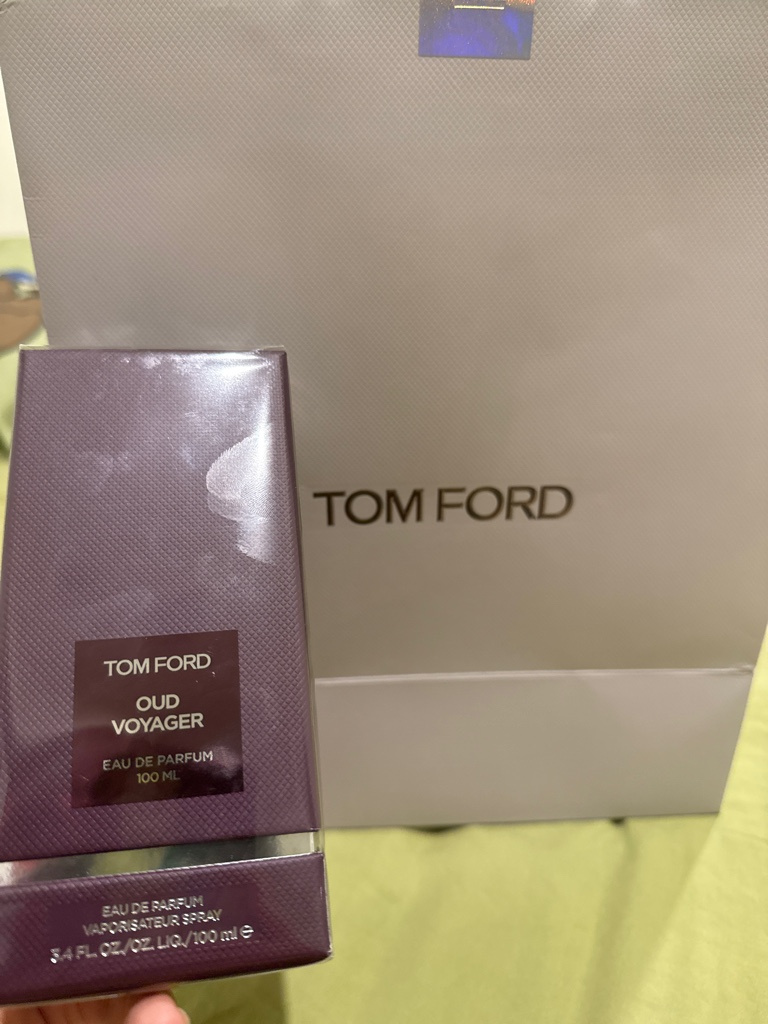 TOM FORD
TOM FORD
OUD
VOYAGER
EAU DE PARFUM
100 ML
EAU DE PARFUM
VAPORISATEUR SPRAY
3.4 FL. OZ./OZ. LIQ./100 ml ℮